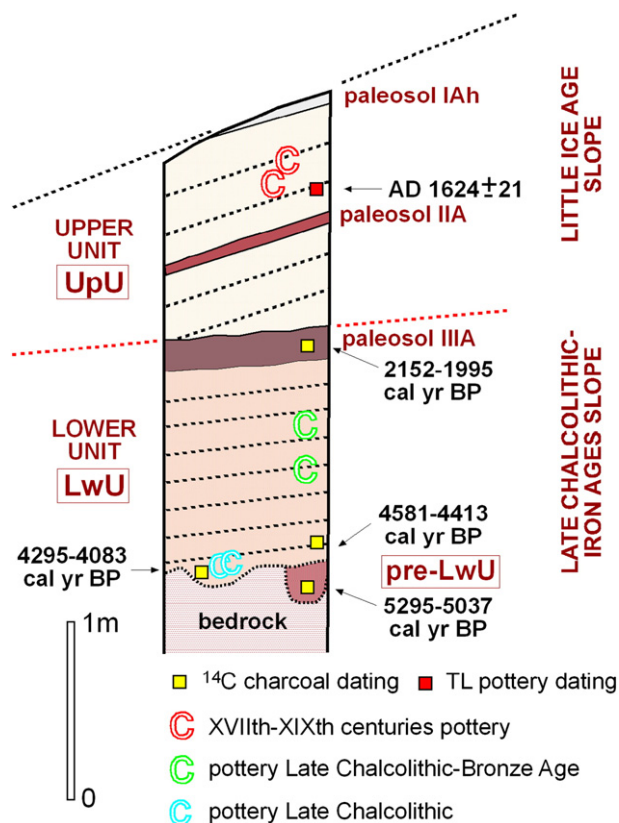 paleosol IAh
AD 1624±21
paleosol IIA
UPPER
UNIT
UpU
LITTLE ICE AGE
SLOPE
paleosol IIIA
2152-1995
cal yr BP
LOWER
UNIT
LwU
4581-4413
cal yr BP
4295-4083
cal yr BP
pre-LwU
5295-5037
cal yr BP
bedrock
LATE CHALCOLITHIC-
IRON AGES SLOPE
1m
0
¹⁴C charcoal dating
TL pottery dating
C XVIIth-XIXth centuries pottery
C pottery Late Chalcolithic-Bronze Age
C pottery Late Chalcolithic